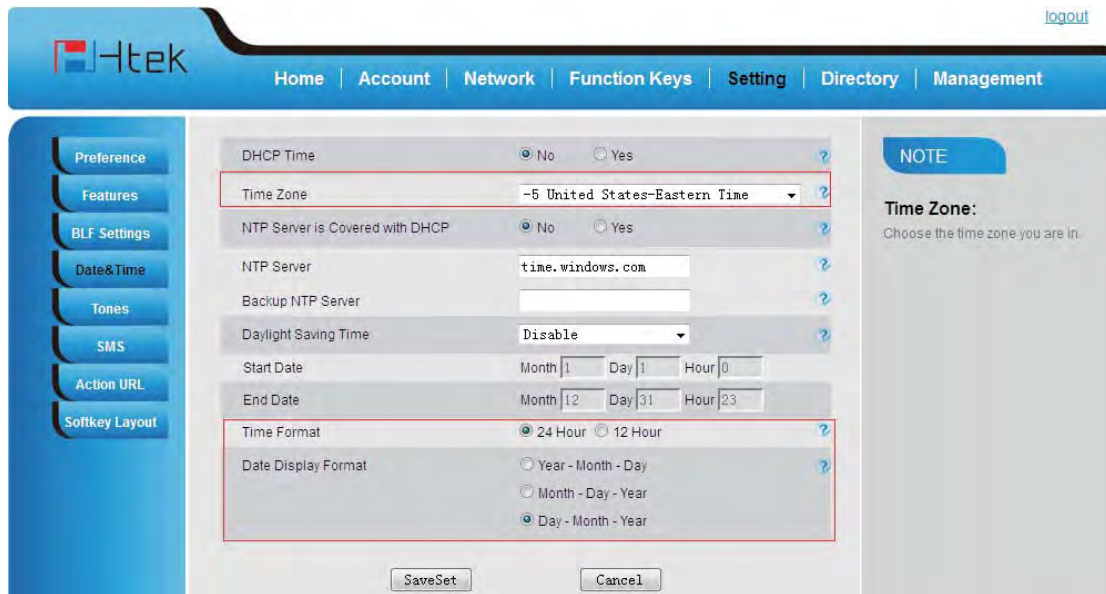 logout
Htek
Home | Account | Network | Function Keys | Setting | Directory | Management
Preference
Features
BLF Settings
Date&Time
Tones
SMS
Action URL
Softkey Layout
DHCP Time No Yes ?
Time Zone -5 United States-Eastern Time ?
NTP Server is Covered with DHCP No Yes ?
NTP Server time.windows.com ?
Backup NTP Server ?
Daylight Saving Time Disable ?
Start Date Month 1 Day 1 Hour 0
End Date Month 12 Day 31 Hour 23
Time Format 24 Hour 12 Hour ?
Date Display Format Year - Month - Day ?
Month - Day - Year
Day - Month - Year
SaveSet Cancel
NOTE
Time Zone:
Choose the time zone you are in.